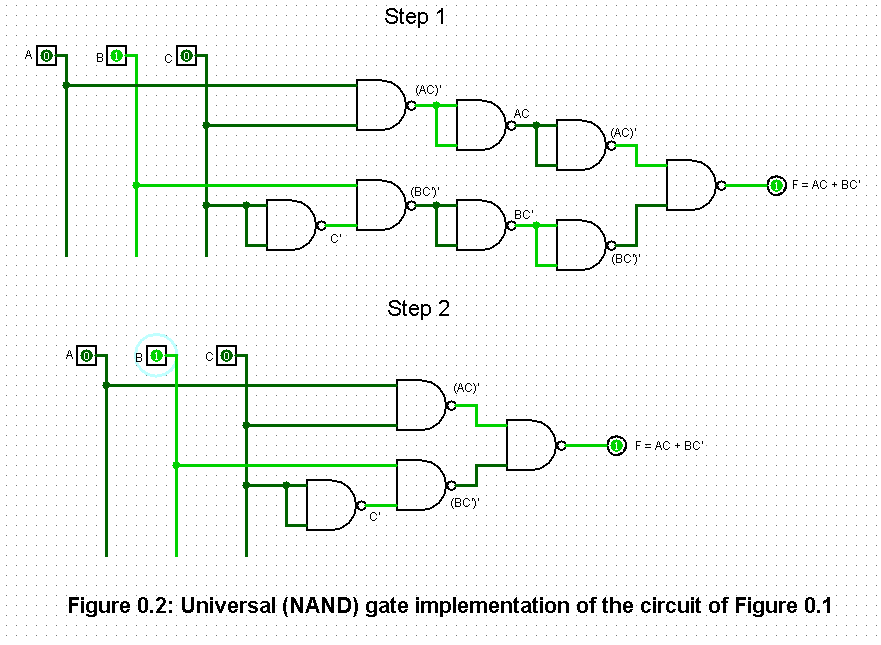 Step 1
A 0 B 1 C 0
(AC)'
AC
(AC)'
1 F = AC + BC'
(BC')'
BC'
C'
(BC')'
Step 2
A 0 B 1 C 0
(AC)'
1 F = AC + BC'
(BC')'
C'
Figure 0.2: Universal (NAND) gate implementation of the circuit of Figure 0.1